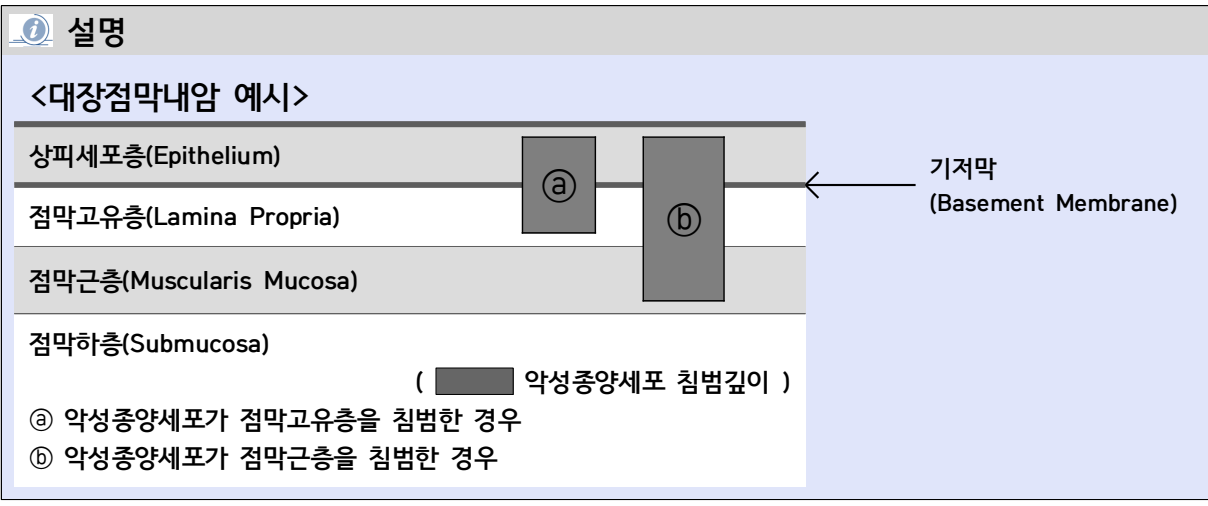 설명
<대장점막내암 예시>
상피세포층(Epithelium)
ⓐ
기저막
(Basement Membrane)
점막고유층(Lamina Propria)
ⓑ
점막근층(Muscularis Mucosa)
점막하층(Submucosa)
( 악성종양세포 침범깊이 )
ⓐ 악성종양세포가 점막고유층을 침범한 경우
ⓑ 악성종양세포가 점막근층을 침범한 경우